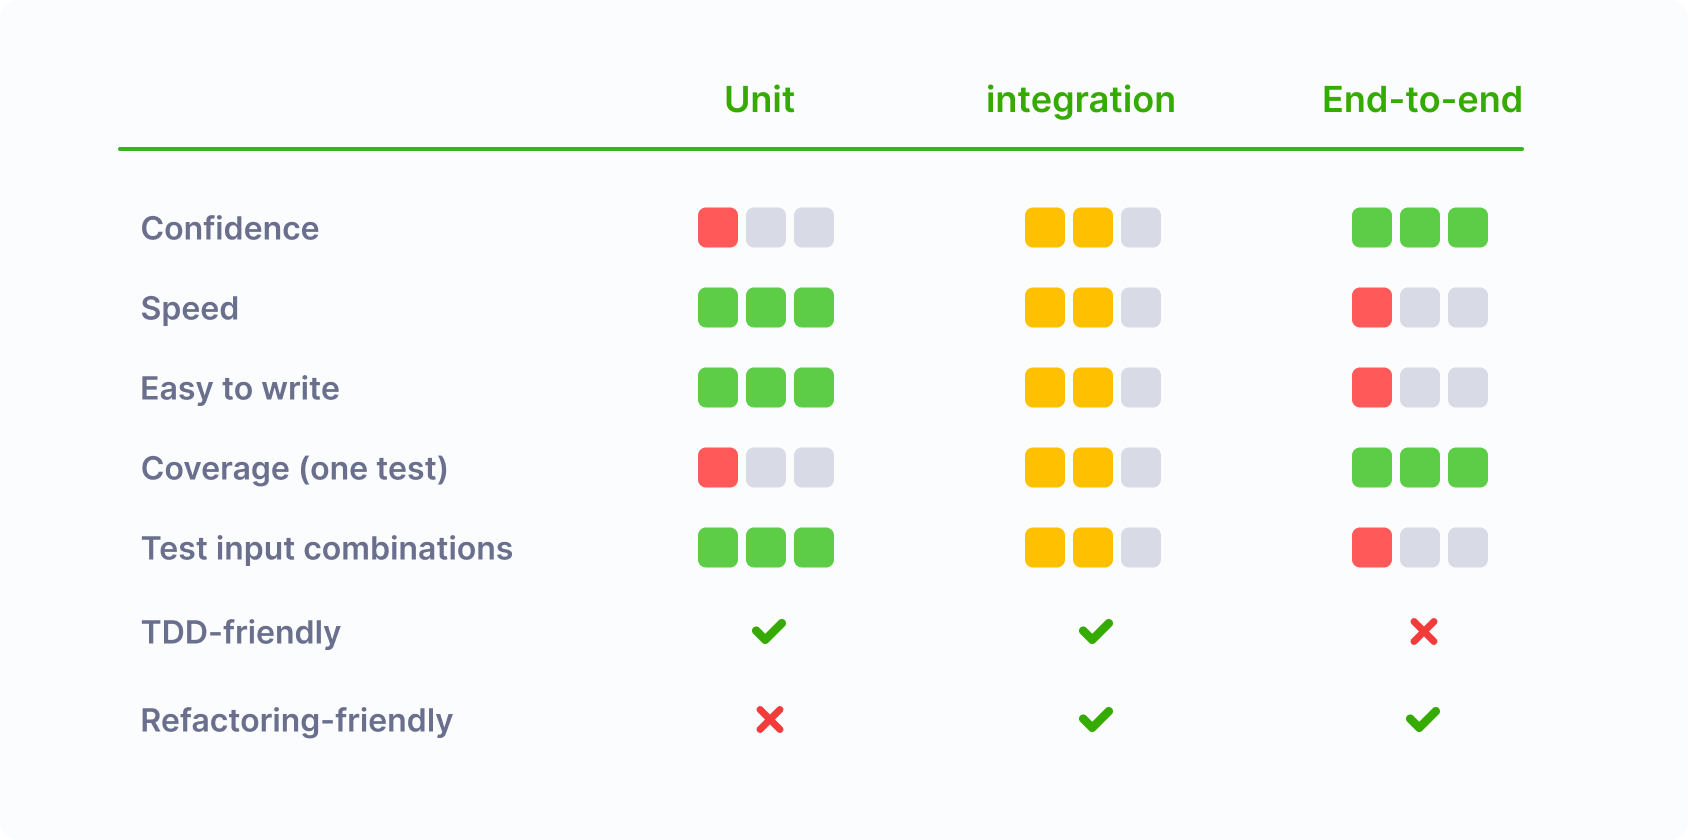 Unit integration End-to-end
Confidence
Speed
Easy to write
Coverage (one test)
Test input combinations
TDD-friendly
Refactoring-friendly